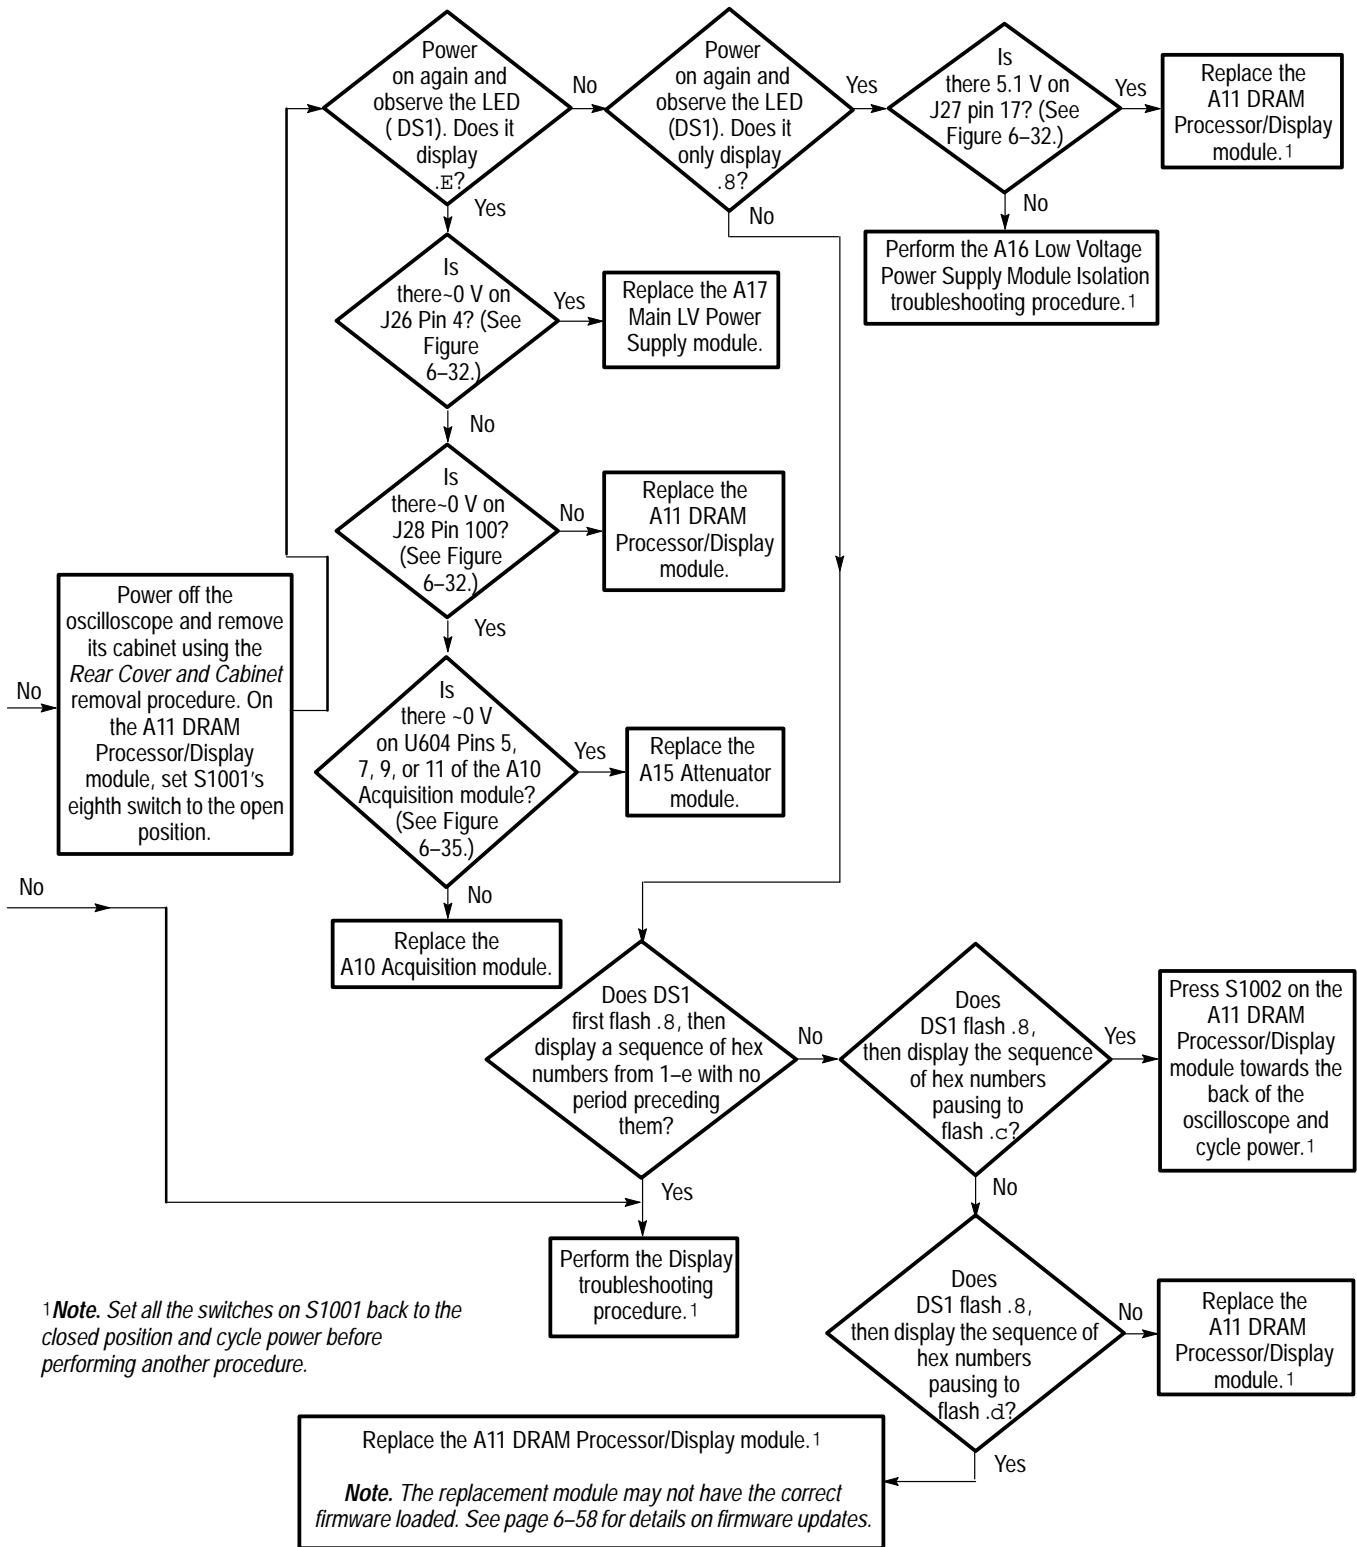 Power
on again and
observe the LED
( DS1). Does it
display
.E?
No
Yes
Power
on again and
observe the LED
(DS1). Does it
only display
.8?
Yes
No
Is
there 5.1 V on
J27 pin 17? (See
Figure 6–32.)
Yes
No
Replace the
A11 DRAM
Processor/Display
module.1
Perform the A16 Low Voltage
Power Supply Module Isolation
troubleshooting procedure.1
Is
there~0 V on
J26 Pin 4? (See
Figure
6–32.)
Yes
No
Replace the A17
Main LV Power
Supply module.
Is
there~0 V on
J28 Pin 100?
(See Figure
6–32.)
No
Yes
Replace the
A11 DRAM
Processor/Display
module.
No
Power off the
oscilloscope and remove
its cabinet using the
Rear Cover and Cabinet
removal procedure. On
the A11 DRAM
Processor/Display
module, set S1001's
eighth switch to the open
position.
Is
there ~0 V
on U604 Pins 5,
7, 9, or 11 of the A10
Acquisition module?
(See Figure
6–35.)
Yes
No
Replace the
A15 Attenuator
module.
No
Replace the
A10 Acquisition module.
Does DS1
first flash .8, then
display a sequence of hex
numbers from 1–e with no
period preceding
them?
No
Yes
Does
DS1 flash .8,
then display the sequence
of hex numbers
pausing to
flash .c?
Yes
No
Press S1002 on the
A11 DRAM
Processor/Display
module towards the
back of the
oscilloscope and
cycle power.1
Perform the Display
troubleshooting
procedure.1
Does
DS1 flash .8,
then display the sequence of
hex numbers
pausing to
flash .d?
No
Yes
Replace the
A11 DRAM
Processor/Display
module.1
1Note. Set all the switches on S1001 back to the
closed position and cycle power before
performing another procedure.
Replace the A11 DRAM Processor/Display module.1
Note. The replacement module may not have the correct
firmware loaded. See page 6–58 for details on firmware updates.